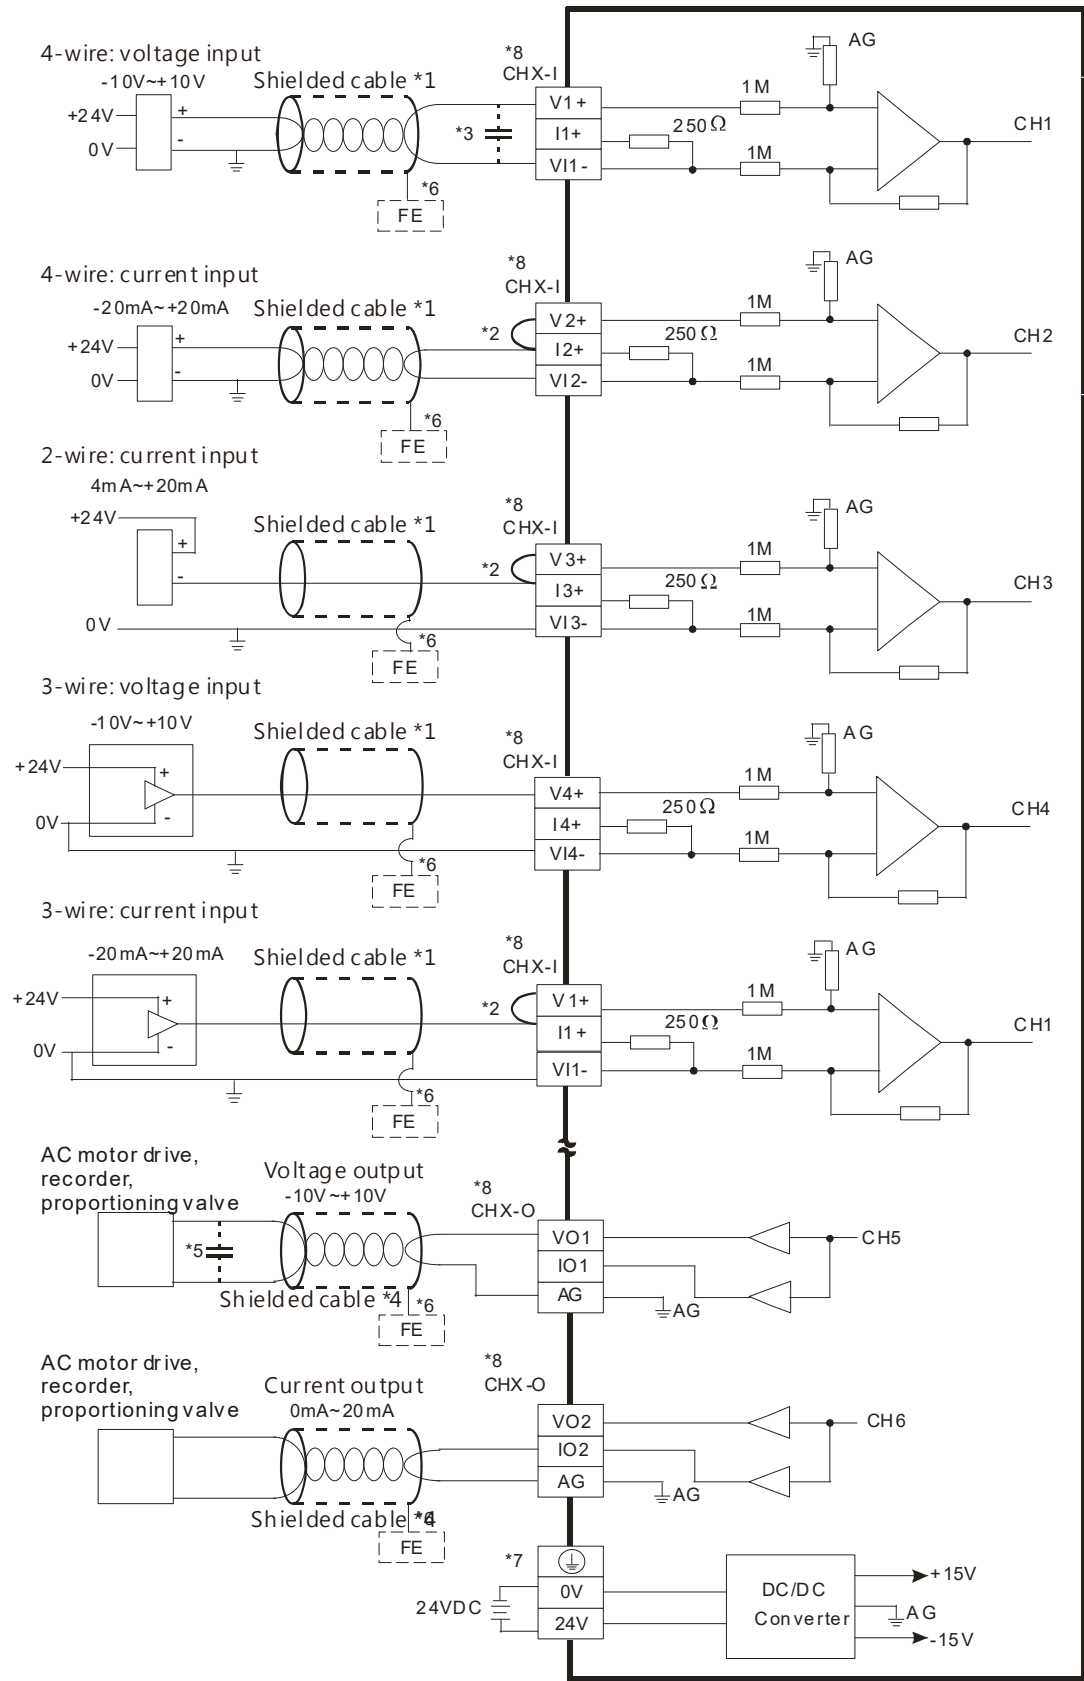 4-wire: voltage input
-10V~+10V
+24V
0V
+
-
Shielded cable *1
*3
*6
FE
*8
CHX-I
V1+
I1+
VI1-
250Ω
1M
1M
AG
CH1
4-wire: current input
-20mA~+20mA
+24V
0V
+
-
Shielded cable *1
*2
*6
FE
*8
CHX-I
V2+
I2+
VI2-
250Ω
1M
1M
AG
CH2
2-wire: current input
4mA~+20mA
+24V
0V
+
-
Shielded cable *1
*2
*6
FE
*8
CHX-I
V3+
I3+
VI3-
250Ω
1M
1M
AG
CH3
3-wire: voltage input
-10V~+10V
+24V
0V
+
-
Shielded cable *1
*6
FE
*8
CHX-I
V4+
I4+
VI4-
250Ω
1M
1M
AG
CH4
3-wire: current input
-20mA~+20mA
+24V
0V
+
-
Shielded cable *1
*2
*6
FE
*8
CHX-I
V1+
I1+
VI1-
250Ω
1M
1M
AG
CH1
AC motor drive,
recorder,
proportioning valve
Voltage output
-10V~+10V
*5
Shielded cable *4
*6
FE
*8
CHX-O
VO1
IO1
AG
AG
CH5
AC motor drive,
recorder,
proportioning valve
Current output
0mA~20mA
Shielded cable
FE
*8
CHX-O
VO2
IO2
AG
AG
CH6
*7
24VDC
0V
24V
DC/DC
Converter
+15V
AG
-15V